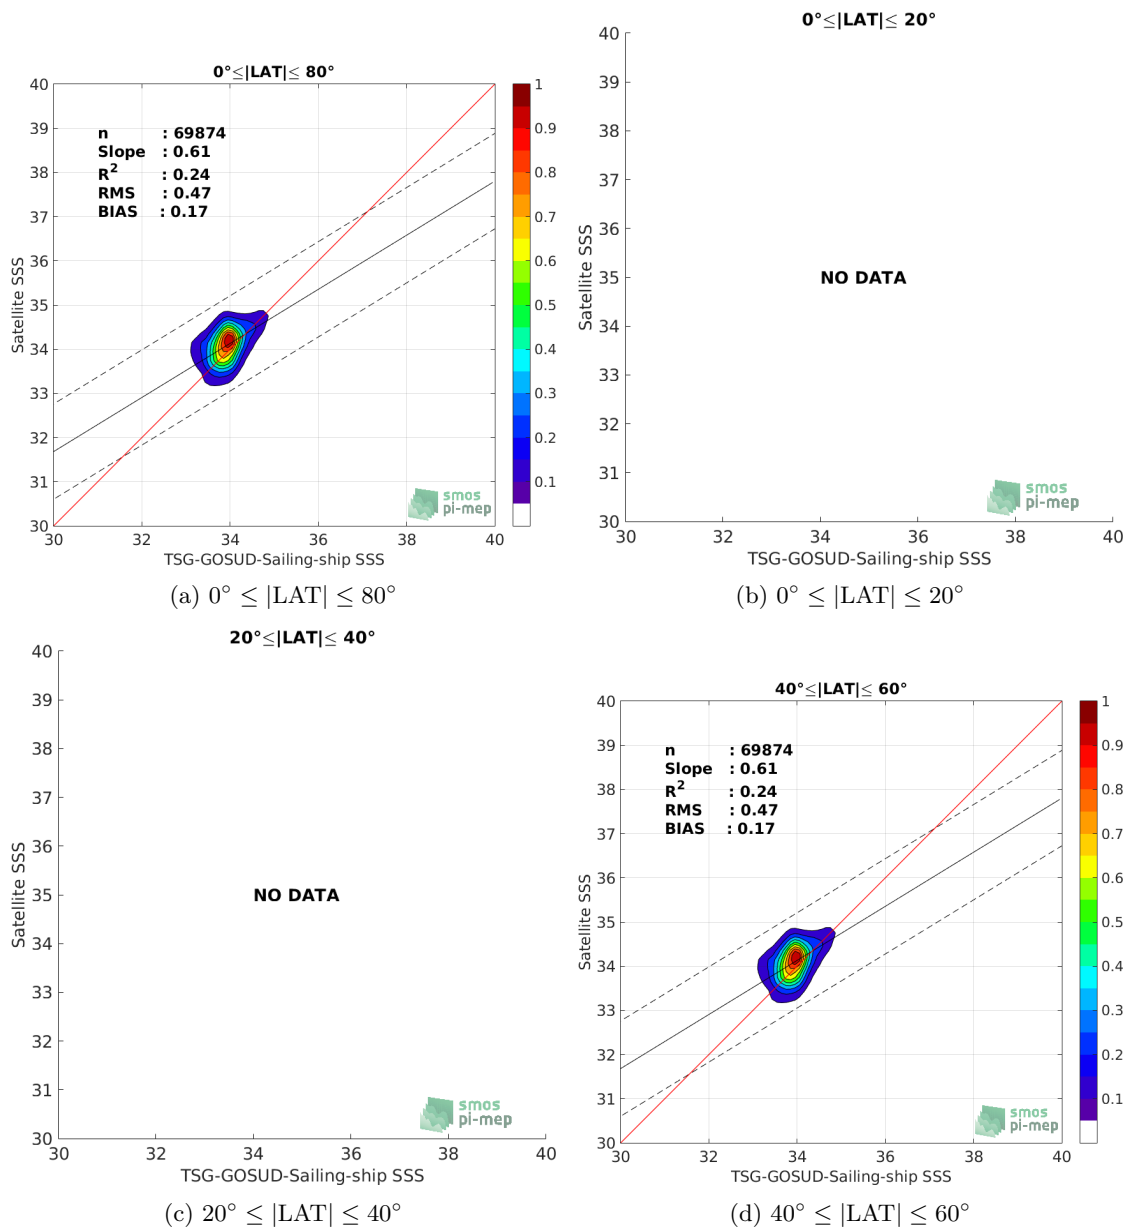 0°≤|LAT|≤ 80°
40
39
38
37
36
35
34
33
32
31
30
Satellite SSS
n : 69874
Slope : 0.61
R² : 0.24
RMS : 0.47
BIAS : 0.17
1
0.9
0.8
0.7
0.6
0.5
0.4
0.3
0.2
0.1
smos
pi-mep
30 32 34 36 38 40
TSG-GOSUD-Sailing-ship SSS
(a) 0° ≤ |LAT| ≤ 80°
0°≤|LAT|≤ 20°
40
39
38
37
36
35
34
33
32
31
30
Satellite SSS
NO DATA
smos
pi-mep
30 32 34 36 38 40
TSG-GOSUD-Sailing-ship SSS
(b) 0° ≤ |LAT| ≤ 20°
20°≤|LAT|≤ 40°
40
39
38
37
36
35
34
33
32
31
30
Satellite SSS
NO DATA
smos
pi-mep
30 32 34 36 38 40
TSG-GOSUD-Sailing-ship SSS
(c) 20° ≤ |LAT| ≤ 40°
40°≤|LAT|≤ 60°
40
39
38
37
36
35
34
33
32
31
30
Satellite SSS
n : 69874
Slope : 0.61
R² : 0.24
RMS : 0.47
BIAS : 0.17
1
0.9
0.8
0.7
0.6
0.5
0.4
0.3
0.2
0.1
smos
pi-mep
30 32 34 36 38 40
TSG-GOSUD-Sailing-ship SSS
(d) 40° ≤ |LAT| ≤ 60°